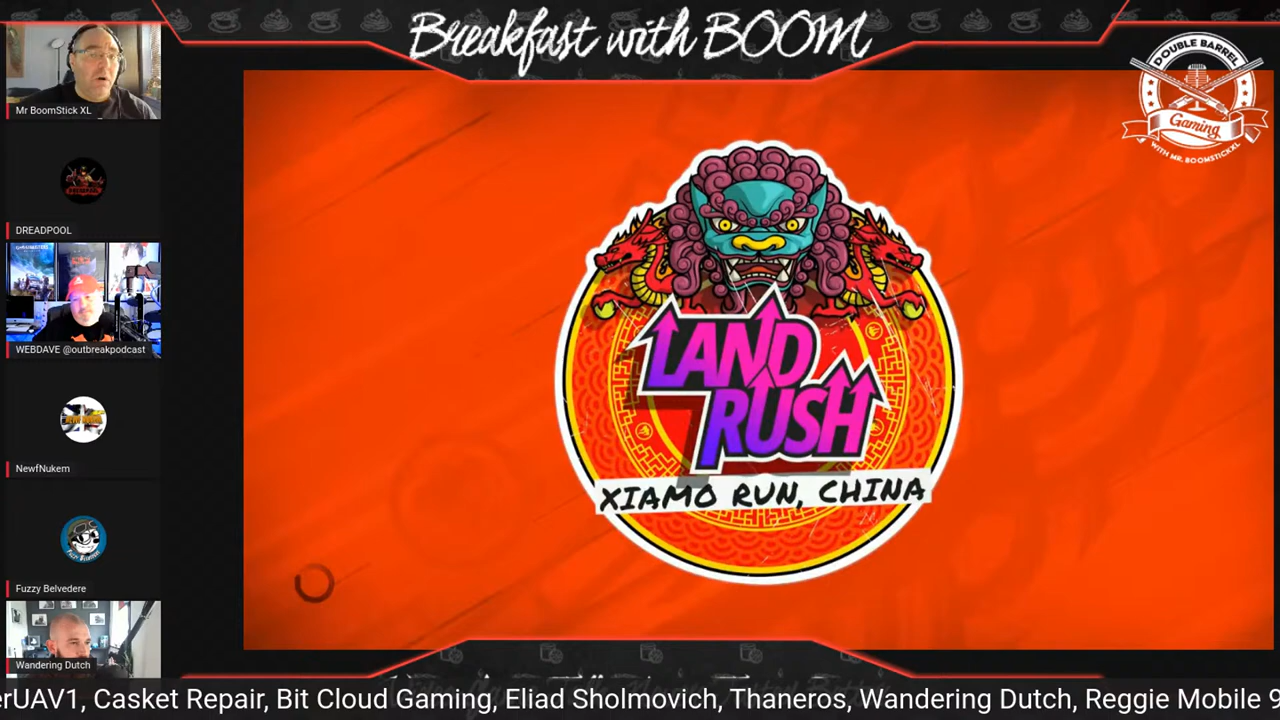 Breakfast with BOOM
DOUBLE BARREL
Gaming
WITH MR. BOOMSTICKXL
Mr BoomStick XL
DREADPOOL
WEBDAVE @outbreakpodcast
NewfNukem
Fuzzy Belvedere
Wandering Dutch
LAND
RUSH
XIAMO RUN, CHINA
erUAV1, Casket Repair, Bit Cloud Gaming, Eliad Sholmovich, Thaneros, Wandering Dutch, Reggie Mobile 9